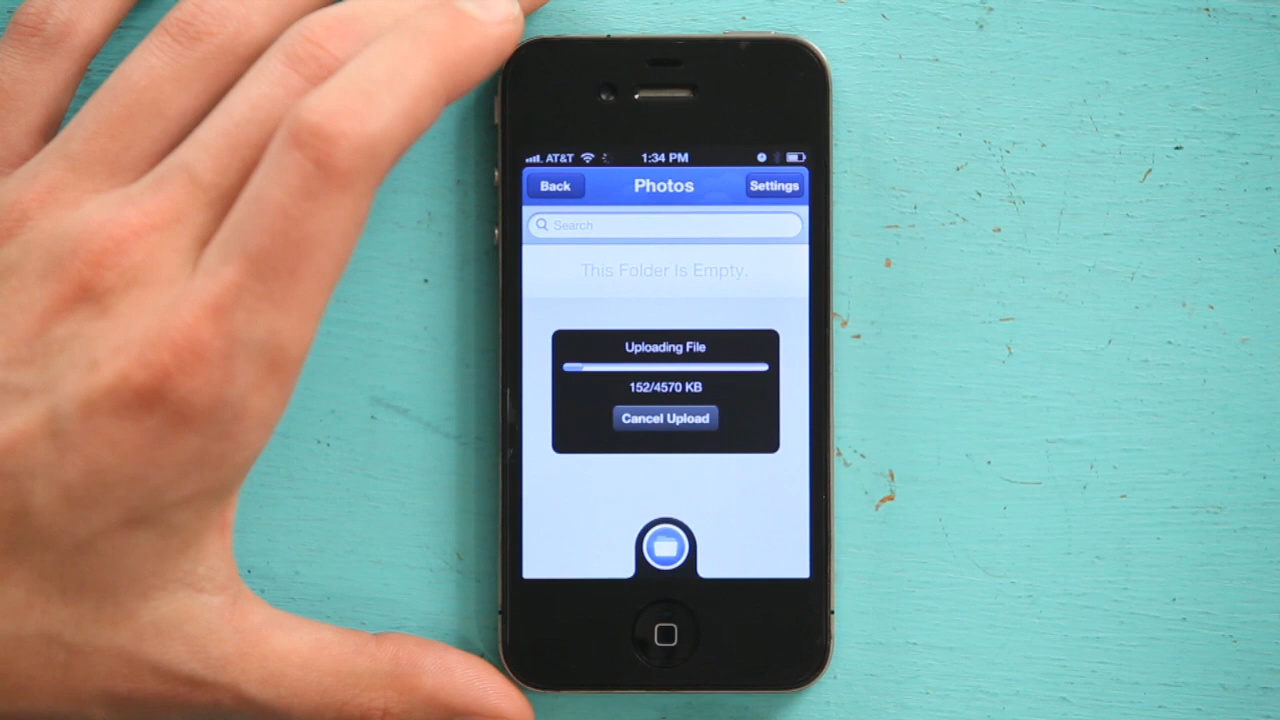 AT&T 1:34 PM
Back Photos Settings
Search
This Folder Is Empty.
Uploading File
152/4570 KB
Cancel Upload